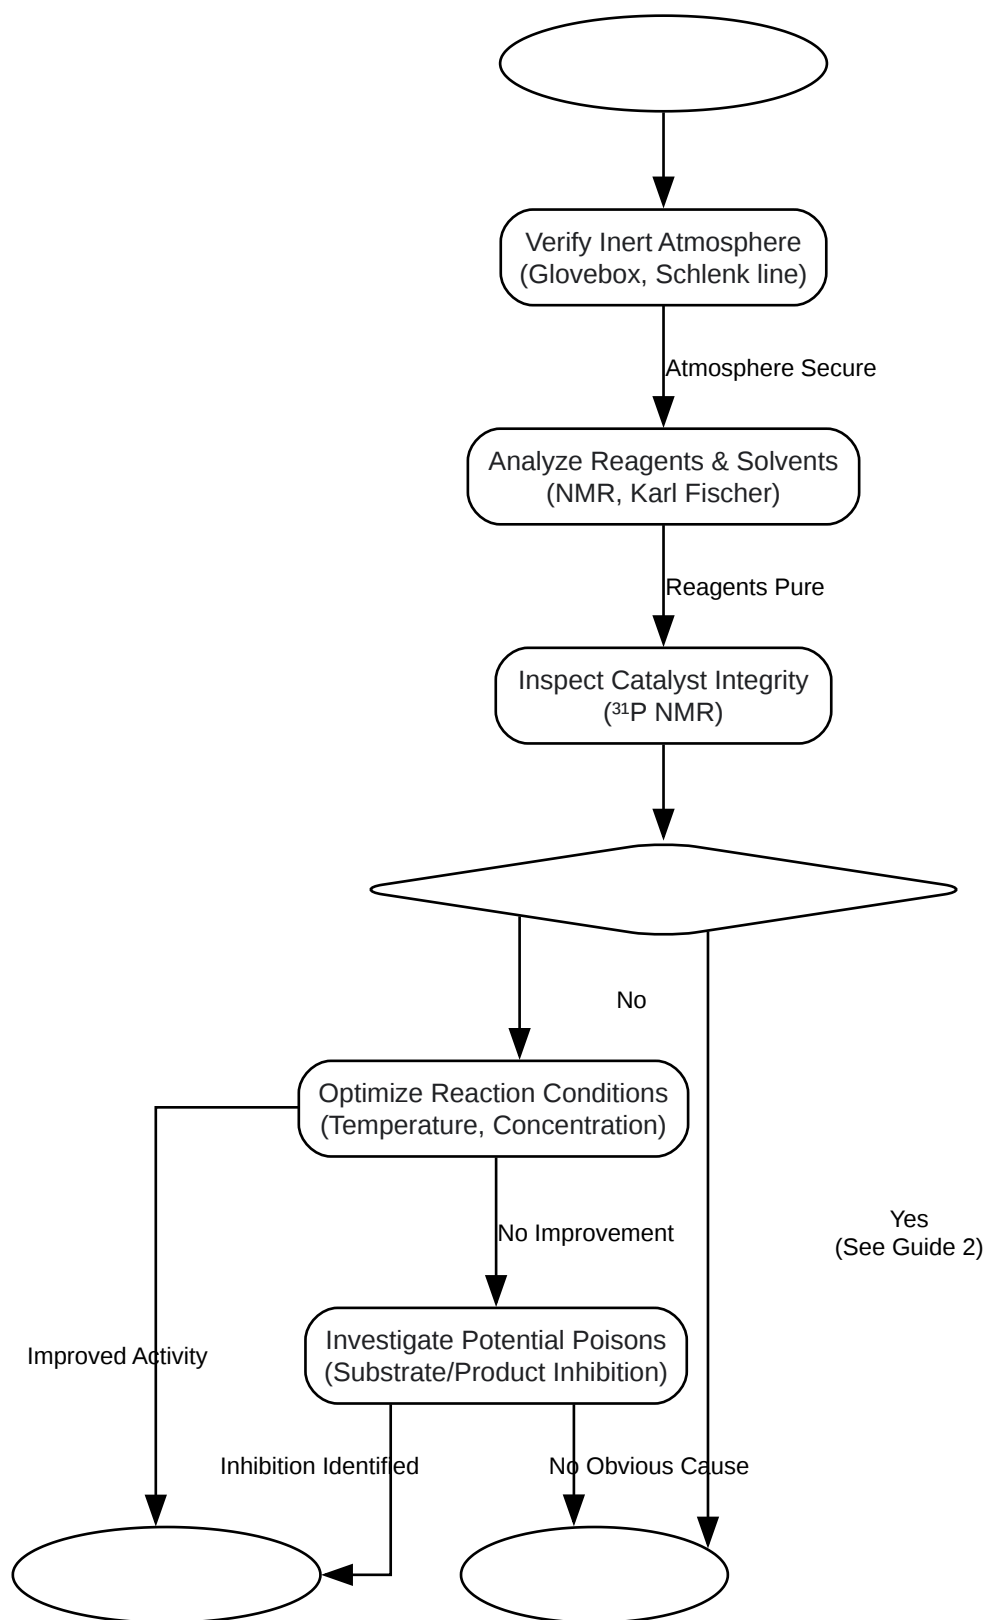 Verify Inert Atmosphere
(Glovebox, Schlenk line)
Atmosphere Secure
Analyze Reagents & Solvents
(NMR, Karl Fischer)
Reagents Pure
Inspect Catalyst Integrity
(³¹P NMR)
No
Optimize Reaction Conditions
(Temperature, Concentration)
Yes
(See Guide 2)
No Improvement
Investigate Potential Poisons
(Substrate/Product Inhibition)
Improved Activity
Inhibition Identified
No Obvious Cause